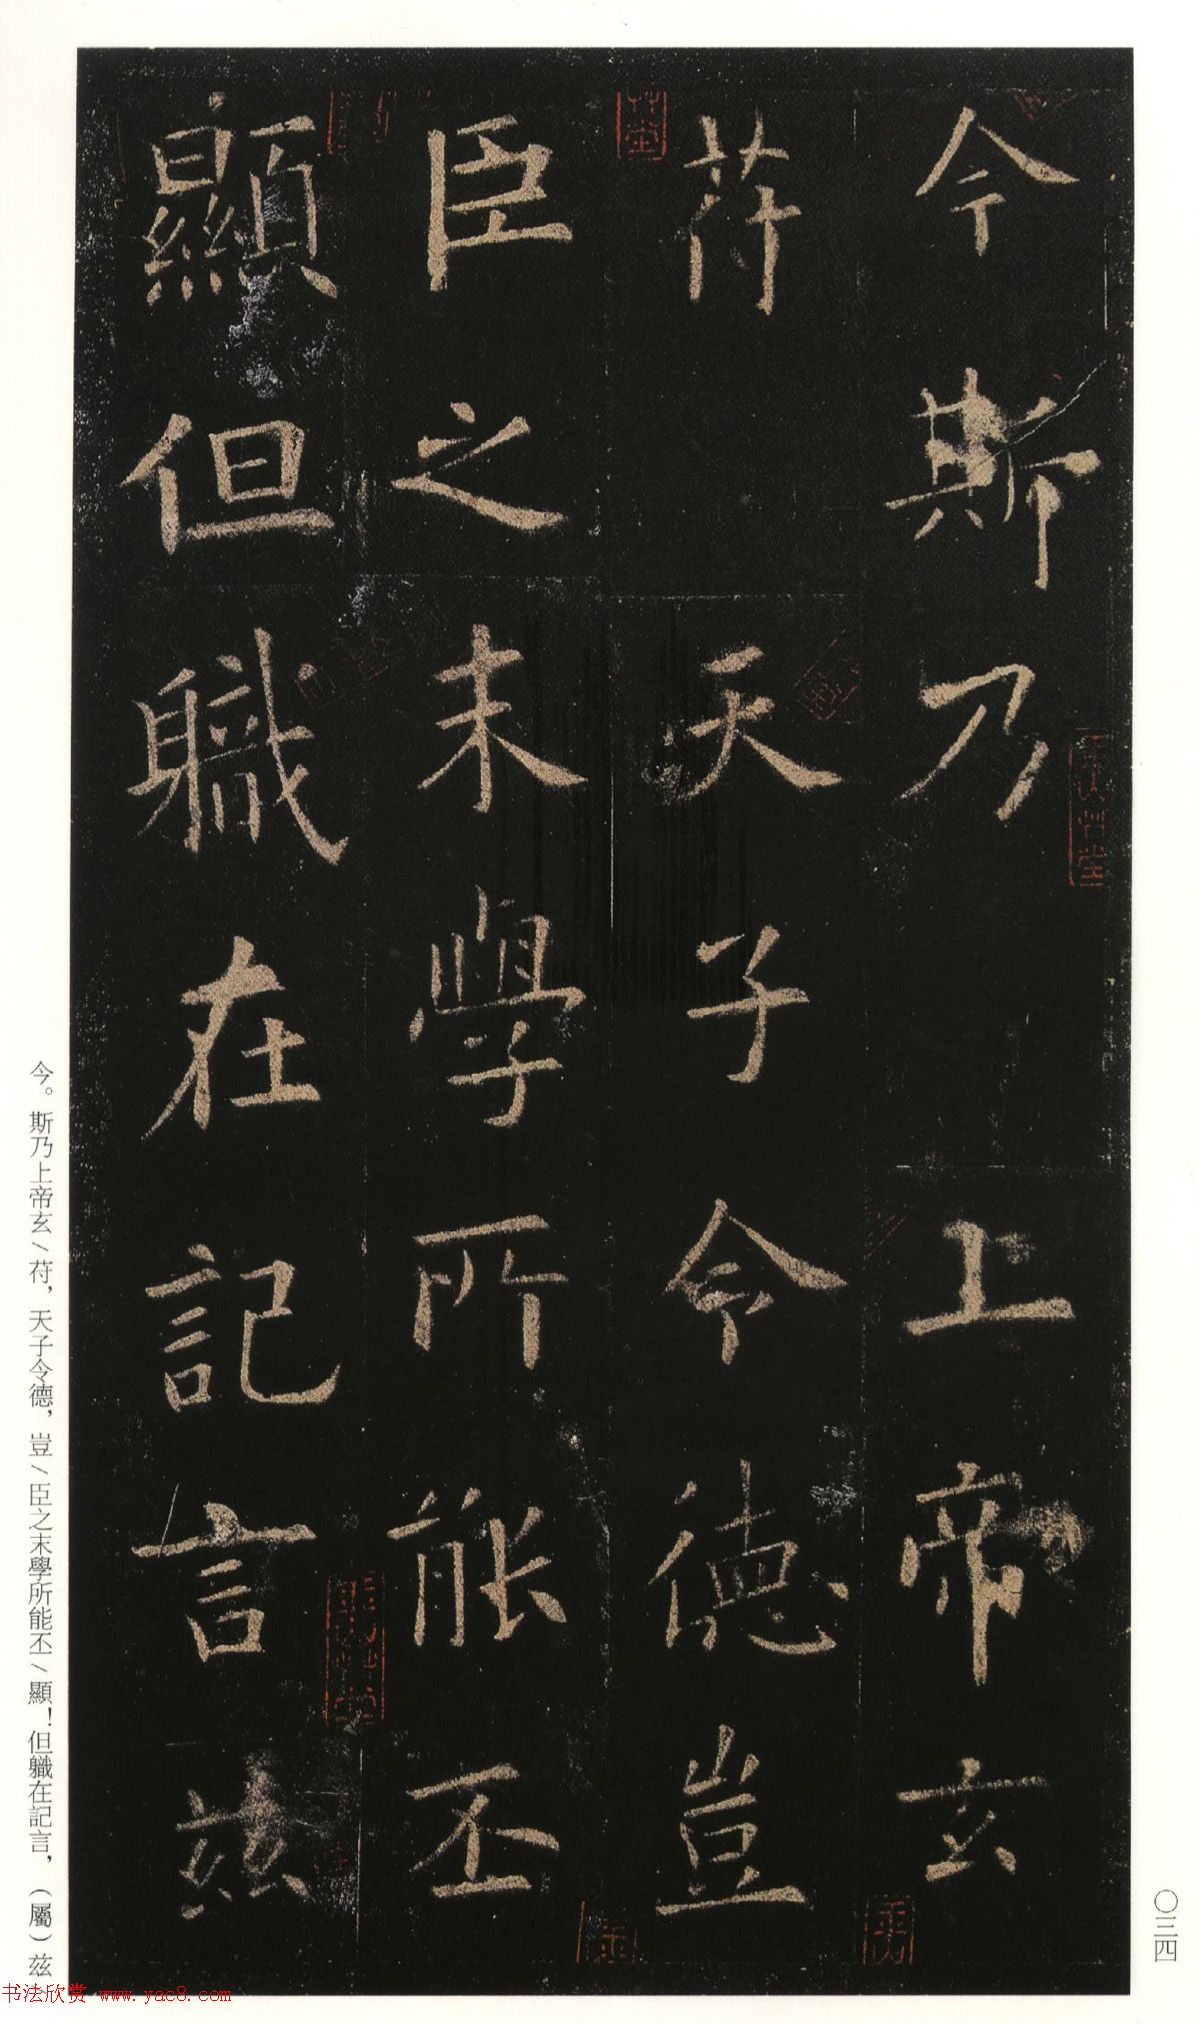 今斯乃上帝玄
苻天子令德豈
臣之末學所能丕
顯但軄在記言兹
今。斯乃上帝玄／苻，天子令德，豈／臣之末學所能丕／顯！但軄在記言，（屬）兹
〇三四
书法欣赏 www.yac8.com